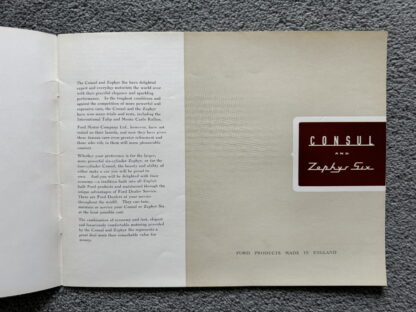 The Consul and Zephyr Six have delighted
expert and everyday motorists the world over
with their graceful elegance and sparkling
performance. In the toughest conditions and
against the competition of more powerful and
expensive cars, the Consul and the Zephyr
have won many trials and tests, including the
International Tulip and Monte Carlo Rallies.
Ford Motor Company Ltd., however, have not
rested on their laurels, and now they have given
these famous cars even greater refinement and
those who ride in them still more pleasurable
comfort.
Whether your preference is for the larger,
more powerful six-cylinder Zephyr, or for the
four-cylinder Consul, the beauty and utility of
either make a car you will be proud to
own. And you will be delighted with their
economy—a tradition built into all English
built Ford products and maintained through the
unique advantages of Ford Dealer Service.
There are Ford Dealers at your service
throughout the world. They can best
maintain or service your Consul or Zephyr Six
at the least possible cost.
The combination of economy and rich, elegant
and luxuriously comfortable motoring provided
by the Consul and Zephyr Six represents a
great deal more than remarkable value for
money.
CONSUL
AND
Zephyr Six
FORD PRODUCTS MADE IN ENGLAND